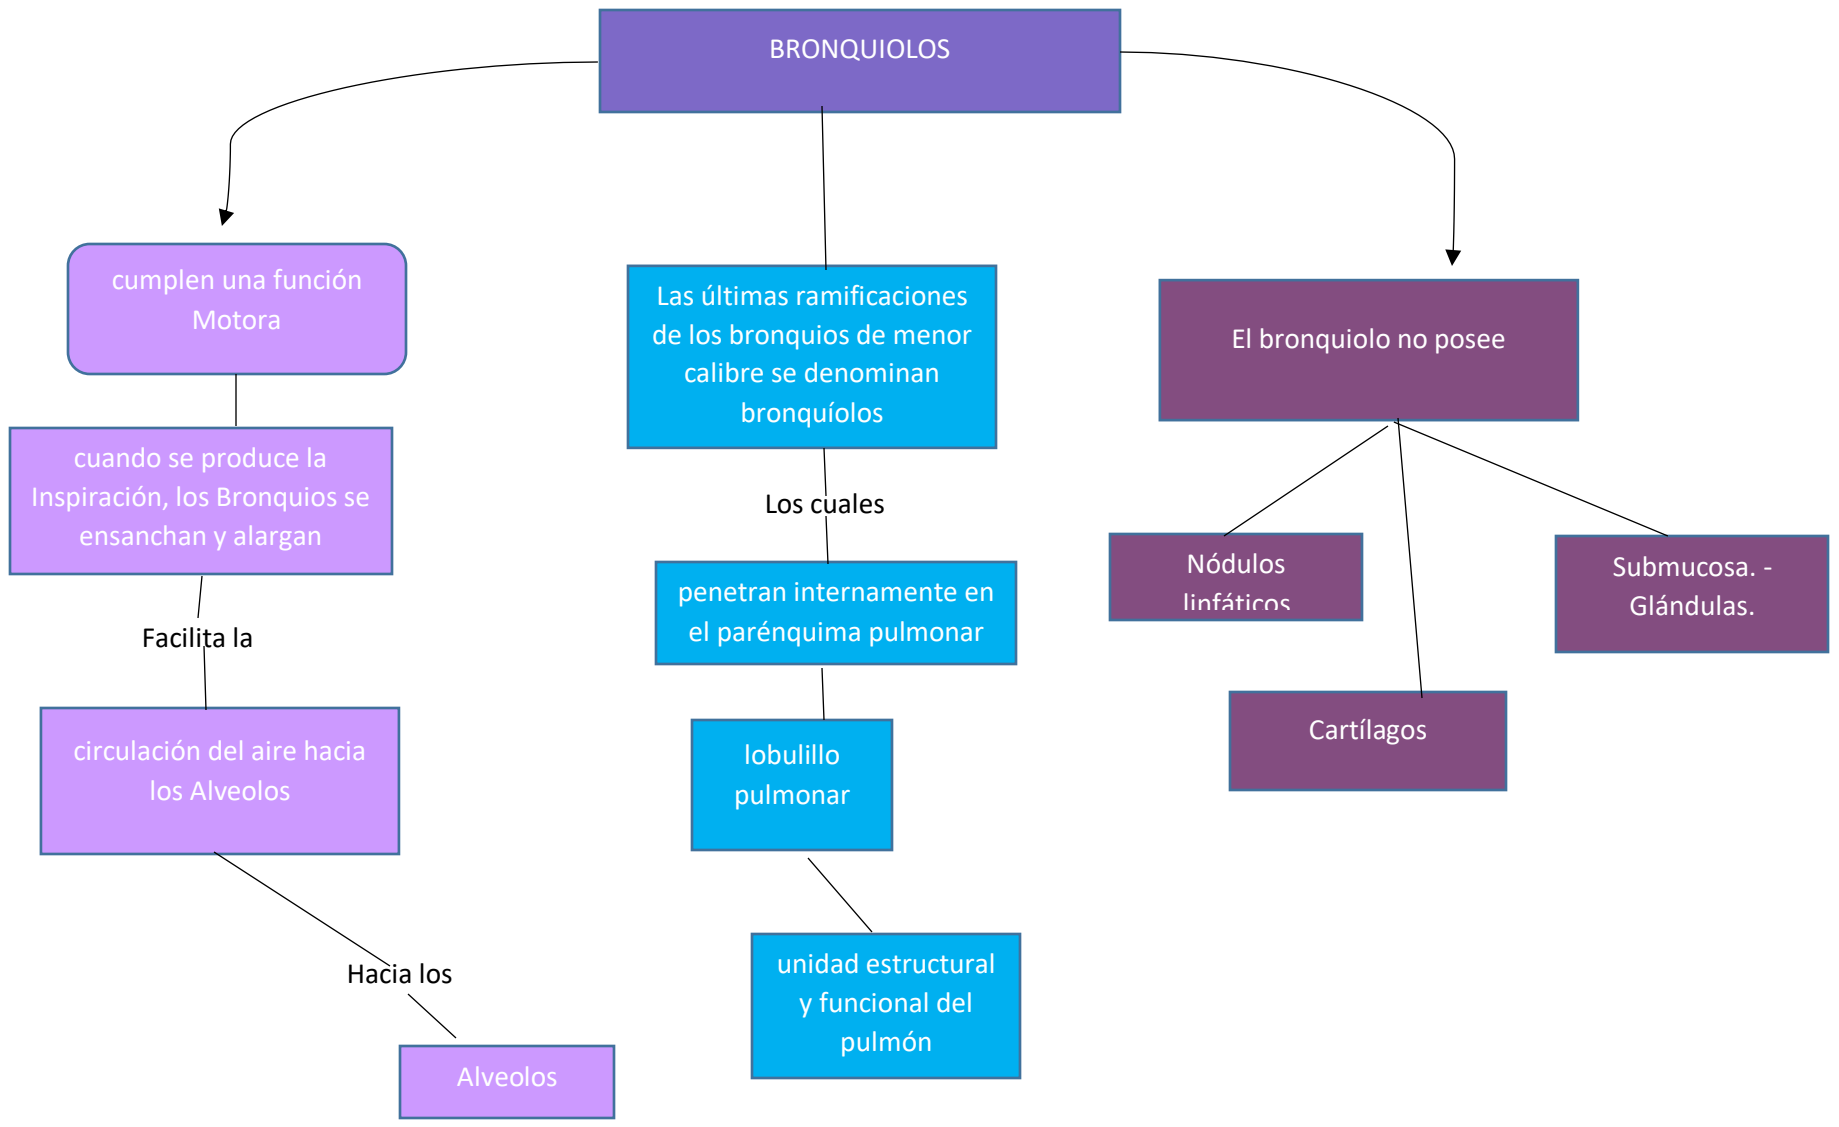 BRONQUIOLOS
cumplen una función
Motora
cuando se produce la
Inspiración, los Bronquios se
ensanchan y alargan
Facilita la
circulación del aire hacia
los Alveolos
Hacia los
Alveolos
Las últimas ramificaciones
de los bronquios de menor
calibre se denominan
bronquíolos
Los cuales
penetran internamente en
el parénquima pulmonar
lobulillo
pulmonar
unidad estructural
y funcional del
pulmón
El bronquiolo no posee
Nódulos
linfáticos
Cartílagos
Submucosa. -
Glándulas.